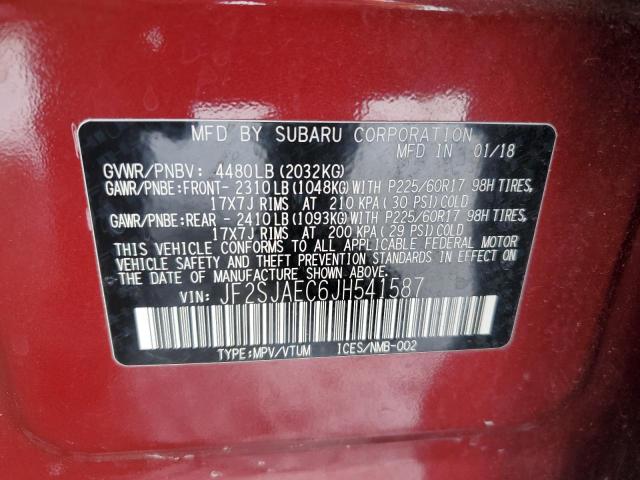 MFD BY SUBARU CORPORATION
MFD IN 01/18
GVWR/PNBV: 4480LB(2032KG)
GAWR/PNBE:FRONT- 2310LB(1048KG)WITH P225/60R17 98H TIRES,
17X7J RIMS AT 210 KPA( 30 PSI)COLD
GAWR/PNBE:REAR - 2410LB(1093KG)WITH P225/60R17 98H TIRES,
17X7J RIMS AT 200 KPA(29 PSI)COLD
THIS VEHICLE CONFORMS TO ALL APPLICABLE FEDERAL MOTOR
VEHICLE SAFETY AND THEFT PREVENTION STANDARDS IN EFFECT
ON THE DATE OF MANUFACTURE SHOWN ABOVE.
VIN: JF2SJAEC6JH541587
TYPE:MPV/VTUM ICES/NMB-002